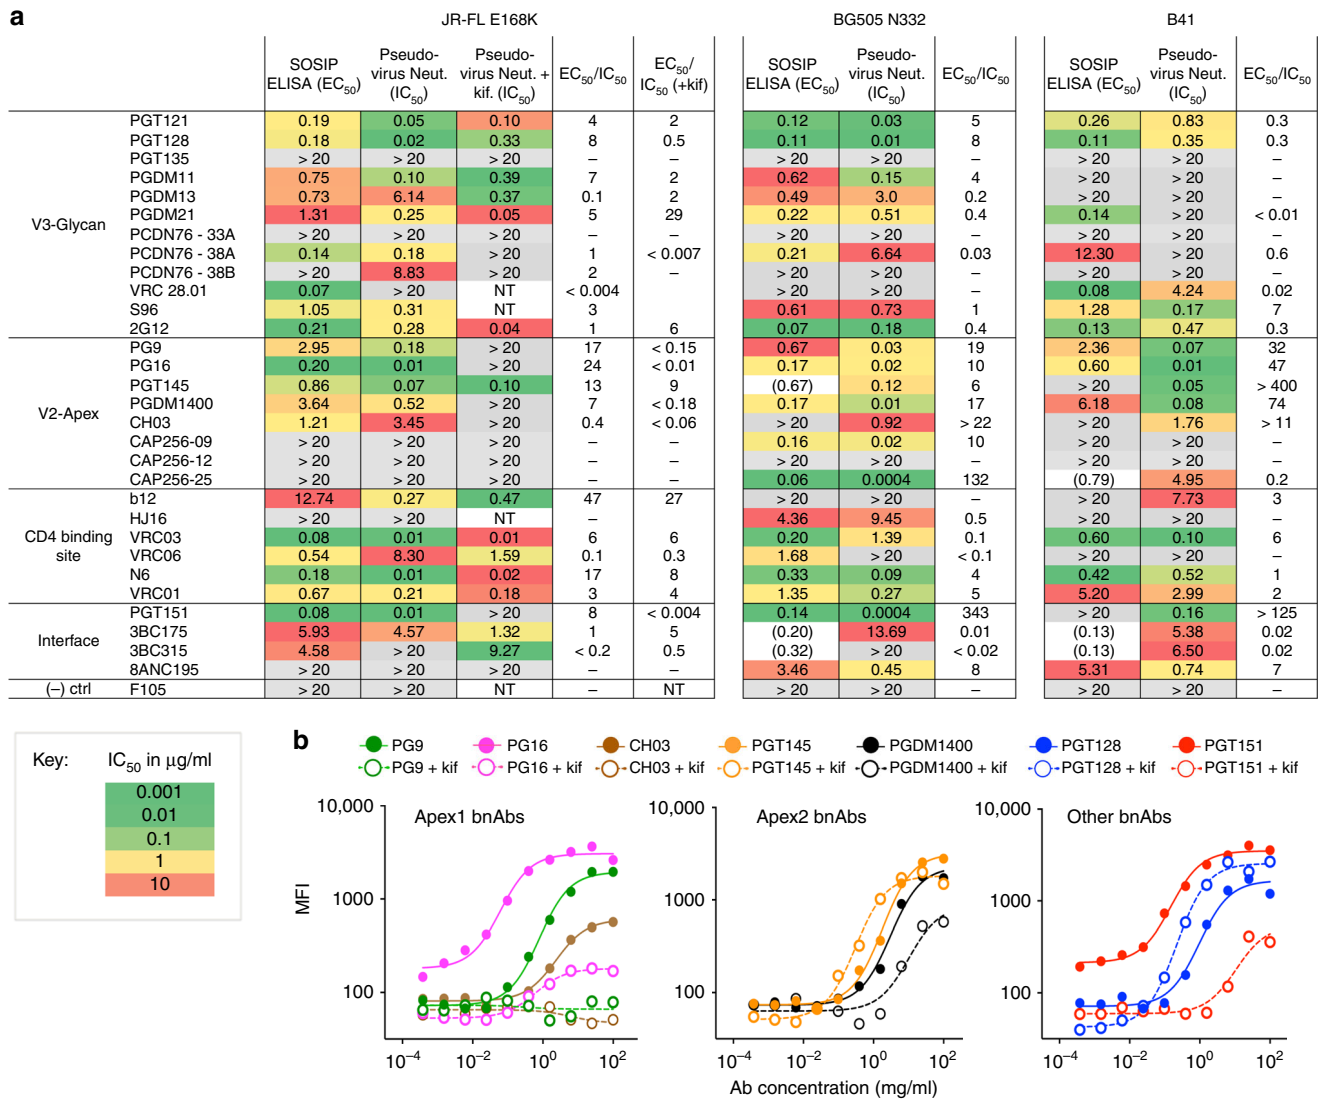 a
JR-FL E168K BG505 N332 B41
SOSIP ELISA (EC50) Pseudo-virus Neut. (IC50) Pseudo-virus Neut. + kif. (IC50) EC50/IC50 EC50/IC50 (+kif) SOSIP ELISA (EC50) Pseudo-virus Neut. (IC50) EC50/IC50 SOSIP ELISA (EC50) Pseudo-virus Neut. (IC50) EC50/IC50
V3-Glycan
PGT121 0.19 0.05 0.10 4 2 0.12 0.03 5 0.26 0.83 0.3
PGT128 0.18 0.02 0.33 8 0.5 0.11 0.01 8 0.11 0.35 0.3
PGT135 > 20 > 20 > 20 – – > 20 > 20 – > 20 > 20 –
PGDM11 0.75 0.10 0.39 7 2 0.62 0.15 4 > 20 > 20 –
PGDM13 0.73 6.14 0.37 0.1 2 0.49 3.0 0.2 > 20 > 20 –
PGDM21 1.31 0.25 0.05 5 29 0.22 0.51 0.4 0.14 > 20 < 0.01
PCDN76 - 33A > 20 > 20 > 20 – – > 20 > 20 – > 20 > 20 –
PCDN76 - 38A 0.14 0.18 > 20 1 < 0.007 0.21 6.64 0.03 12.30 > 20 0.6
PCDN76 - 38B > 20 8.83 > 20 2 – > 20 > 20 – > 20 > 20 –
VRC 28.01 0.07 > 20 NT < 0.004 > 20 > 20 – 0.08 4.24 0.02
S96 1.05 0.31 NT 3 0.61 0.73 1 1.28 0.17 7
2G12 0.21 0.28 0.04 1 6 0.07 0.18 0.4 0.13 0.47 0.3
V2-Apex
PG9 2.95 0.18 > 20 17 < 0.15 0.67 0.03 19 2.36 0.07 32
PG16 0.20 0.01 > 20 24 < 0.01 0.17 0.02 10 0.60 0.01 47
PGT145 0.86 0.07 0.10 13 9 (0.67) 0.12 6 > 20 0.05 > 400
PGDM1400 3.64 0.52 > 20 7 < 0.18 0.17 0.01 17 6.18 0.08 74
CH03 1.21 3.45 > 20 0.4 < 0.06 > 20 0.92 > 22 > 20 1.76 > 11
CAP256-09 > 20 > 20 > 20 – – 0.16 0.02 10 > 20 > 20 –
CAP256-12 > 20 > 20 > 20 – – > 20 > 20 – > 20 > 20 –
CAP256-25 > 20 > 20 > 20 – – 0.06 0.0004 132 (0.79) 4.95 0.2
CD4 binding site
b12 12.74 0.27 0.47 47 27 > 20 > 20 – > 20 7.73 3
HJ16 > 20 > 20 NT – 4.36 9.45 0.5 > 20 > 20 –
VRC03 0.08 0.01 0.01 6 6 0.20 1.39 0.1 0.60 0.10 6
VRC06 0.54 8.30 1.59 0.1 0.3 1.68 > 20 < 0.1 > 20 > 20 –
N6 0.18 0.01 0.02 17 8 0.33 0.09 4 0.42 0.52 1
VRC01 0.67 0.21 0.18 3 4 1.35 0.27 5 5.20 2.99 2
Interface
PGT151 0.08 0.01 > 20 8 < 0.004 0.14 0.0004 343 > 20 0.16 > 125
3BC175 5.93 4.57 1.32 1 5 (0.20) 13.69 0.01 (0.13) 5.38 0.02
3BC315 4.58 > 20 9.27 < 0.2 0.5 (0.32) > 20 < 0.02 (0.13) 6.50 0.02
8ANC195 > 20 > 20 > 20 – – 3.46 0.45 8 5.31 0.74 7
(–) ctrl F105 > 20 > 20 NT – NT > 20 > 20 – > 20 > 20 –
Key: IC50 in μg/ml
0.001
0.01
0.1
1
10
b
PG9 PG16 CH03 PGT145 PGDM1400 PGT128 PGT151
PG9 + kif PG16 + kif CH03 + kif PGT145 + kif PGDM1400 + kif PGT128 + kif PGT151 + kif
Apex1 bnAbs Apex2 bnAbs Other bnAbs
MFI
10,000 10,000 10,000
1000 1000 1000
100 100 100
10–4 10–2 100 102 10–4 10–2 100 102 10–4 10–2 100 102
Ab concentration (mg/ml)